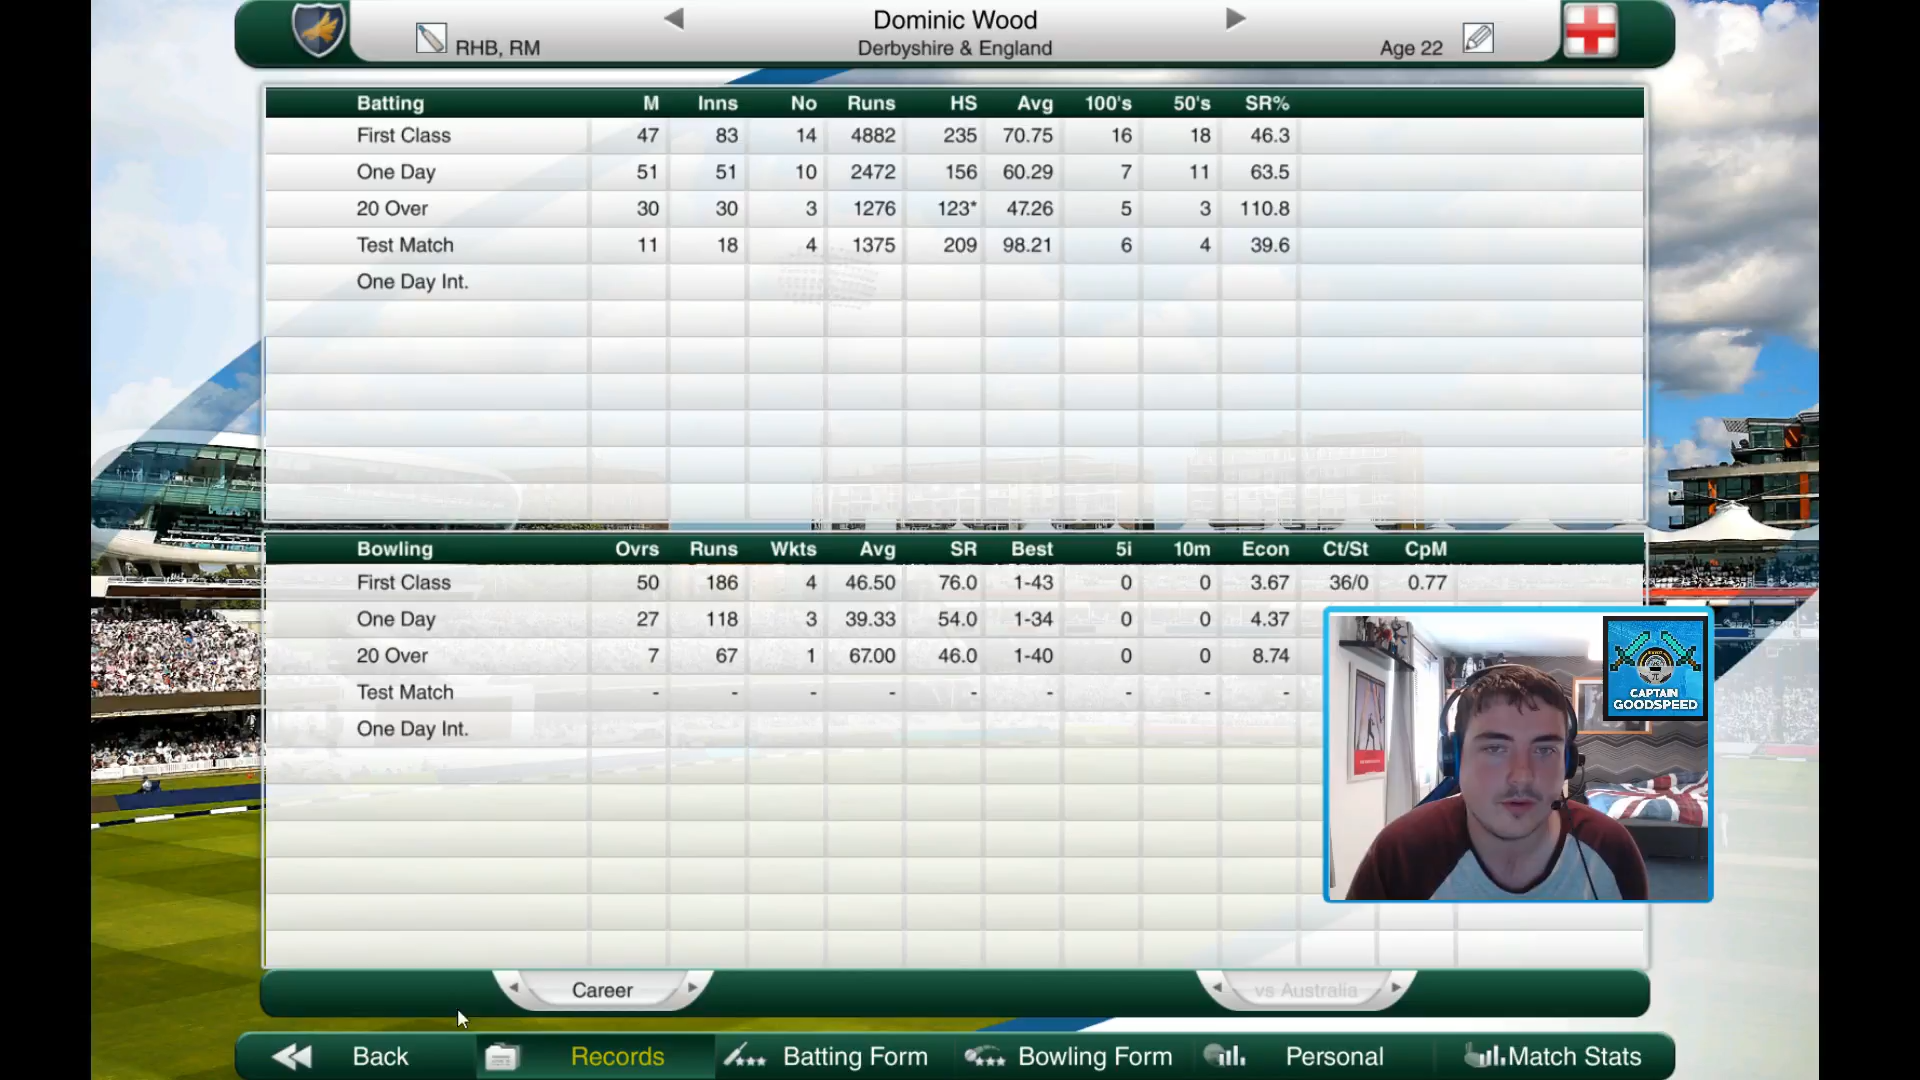 Dominic Wood
RHB, RM
Derbyshire & England
Age 22
Batting M Inns No Runs HS Avg 100's 50's SR%
First Class 47 83 14 4882 235 70.75 16 18 46.3
One Day 51 51 10 2472 156 60.29 7 11 63.5
20 Over 30 30 3 1276 123* 47.26 5 3 110.8
Test Match 11 18 4 1375 209 98.21 6 4 39.6
One Day Int.
Bowling Ovrs Runs Wkts Avg SR Best 5i 10m Econ Ct/St CpM
First Class 50 186 4 46.50 76.0 1-43 0 0 3.67 36/0 0.77
One Day 27 118 3 39.33 54.0 1-34 0 0 4.37
20 Over 7 67 1 67.00 46.0 1-40 0 0 8.74
Test Match - - - - - - - - -
One Day Int.
CAPTAIN
GOODSPEED
Career
vs Australia
Back Records Batting Form Bowling Form Personal Match Stats